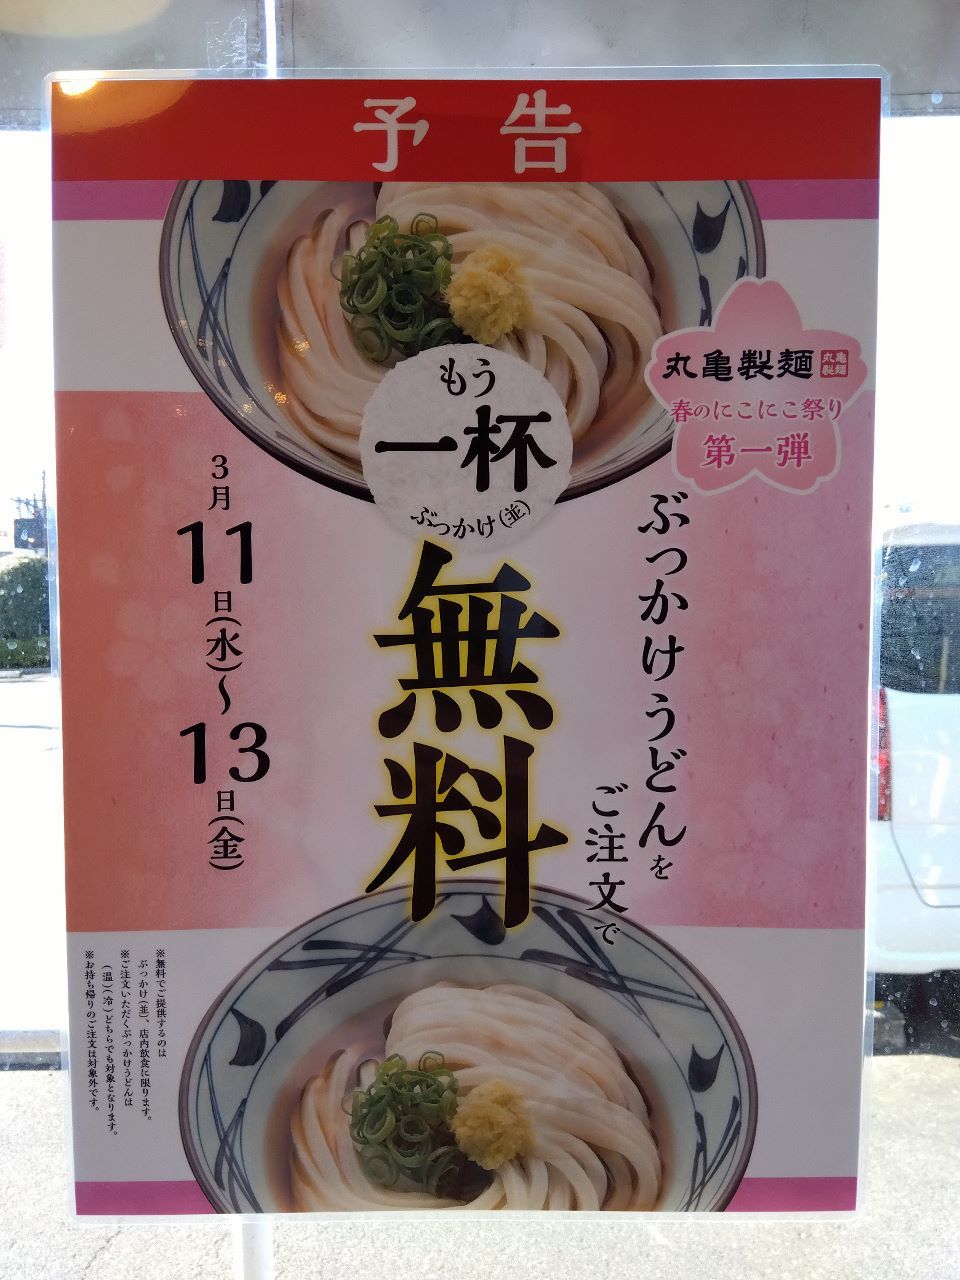 予告
丸亀製麺 丸亀製麺
春のにこにこ祭り
第一弾
ぶっかけうどんを
ご注文で
もう
一杯
ぶっかけ(並)
無料
3月
11日(水)〜
13日(金)
※無料でご提供するのは
ぶっかけ(並)、店内飲食に限ります。
※ご注文いただくぶっかけうどんは
(温)(冷)どちらでも対象となります。
※お持ち帰りのご注文は対象外です。